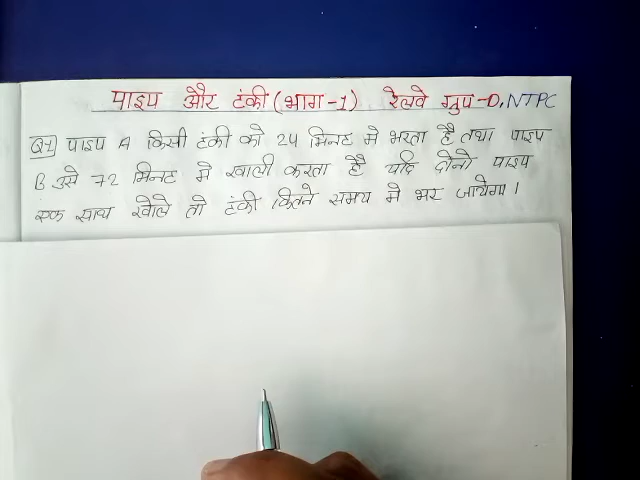 पाइप और टंकी (भाग-1) रेलवे ग्रुप-D, NTPC
Q.1 पाइप A किसी टंकी को 24 मिनट मे भरता है तथा पाइप
B उसे 72 मिनट मे खाली करता है यदि दोनो पाइप
एक साथ खोले तो टंकी कितने समय मे भर जायेगा।